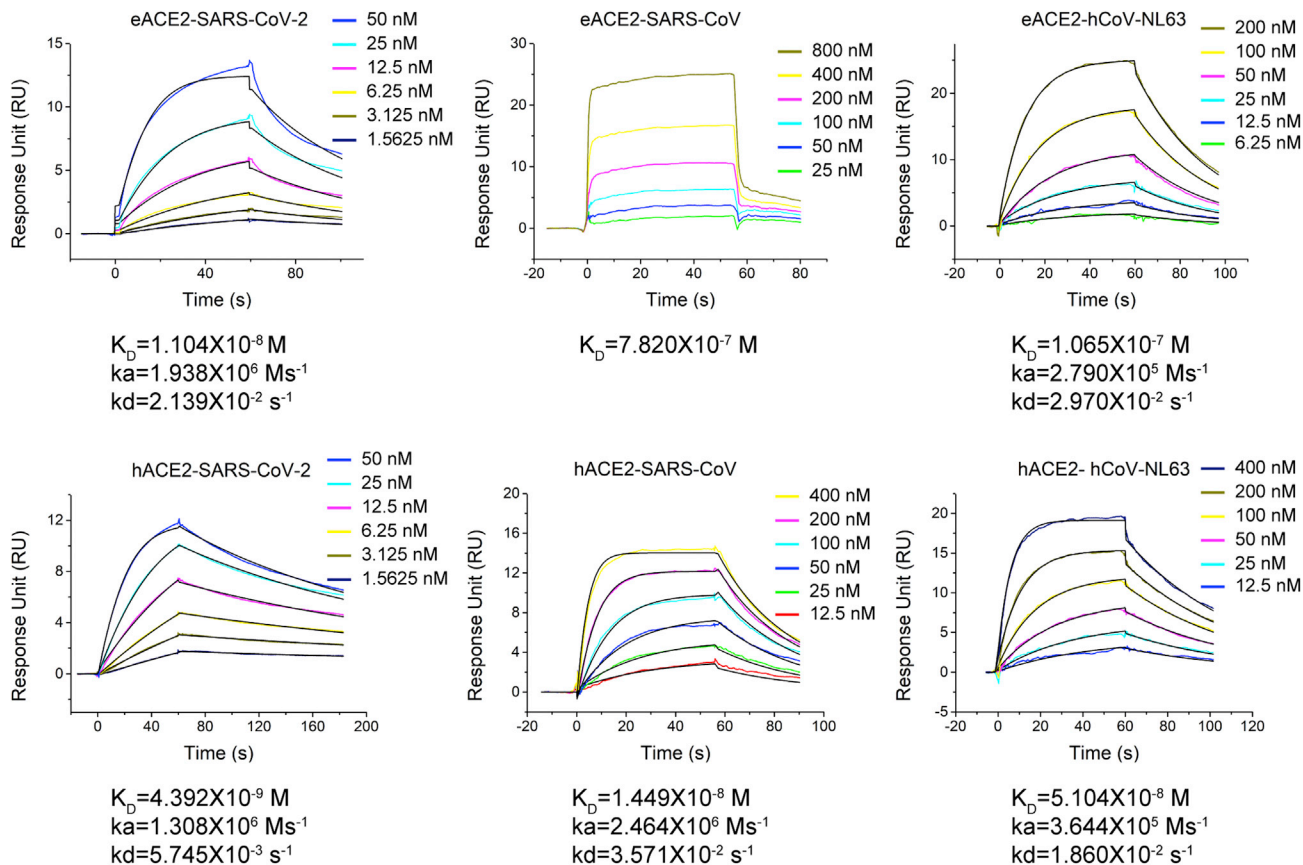 eACE2-SARS-CoV-2
50 nM
25 nM
12.5 nM
6.25 nM
3.125 nM
1.5625 nM
15
10
5
0
Response Unit (RU)
0 40 80
Time (s)
K_D=1.104X10⁻⁸ M
ka=1.938X10⁶ Ms⁻¹
kd=2.139X10⁻² s⁻¹
eACE2-SARS-CoV
800 nM
400 nM
200 nM
100 nM
50 nM
25 nM
30
20
10
0
Response Unit (RU)
-20 0 20 40 60 80
Time (s)
K_D=7.820X10⁻⁷ M
eACE2-hCoV-NL63
200 nM
100 nM
50 nM
25 nM
12.5 nM
6.25 nM
20
10
0
Response Unit (RU)
-20 0 20 40 60 80 100
Time (s)
K_D=1.065X10⁻⁷ M
ka=2.790X10⁵ Ms⁻¹
kd=2.970X10⁻² s⁻¹
hACE2-SARS-CoV-2
50 nM
25 nM
12.5 nM
6.25 nM
3.125 nM
1.5625 nM
12
8
4
0
Response Unit (RU)
0 40 80 120 160 200
Time (s)
K_D=4.392X10⁻⁹ M
ka=1.308X10⁶ Ms⁻¹
kd=5.745X10⁻³ s⁻¹
hACE2-SARS-CoV
400 nM
200 nM
100 nM
50 nM
25 nM
12.5 nM
20
16
12
8
4
0
Response Unit (RU)
-20 0 20 40 60 80 100
Time (s)
K_D=1.449X10⁻⁸ M
ka=2.464X10⁶ Ms⁻¹
kd=3.571X10⁻² s⁻¹
hACE2- hCoV-NL63
400 nM
200 nM
100 nM
50 nM
25 nM
12.5 nM
20
15
10
5
0
-5
Response Unit (RU)
-20 0 20 40 60 80 100 120
Time (s)
K_D=5.104X10⁻⁸ M
ka=3.644X10⁵ Ms⁻¹
kd=1.860X10⁻² s⁻¹